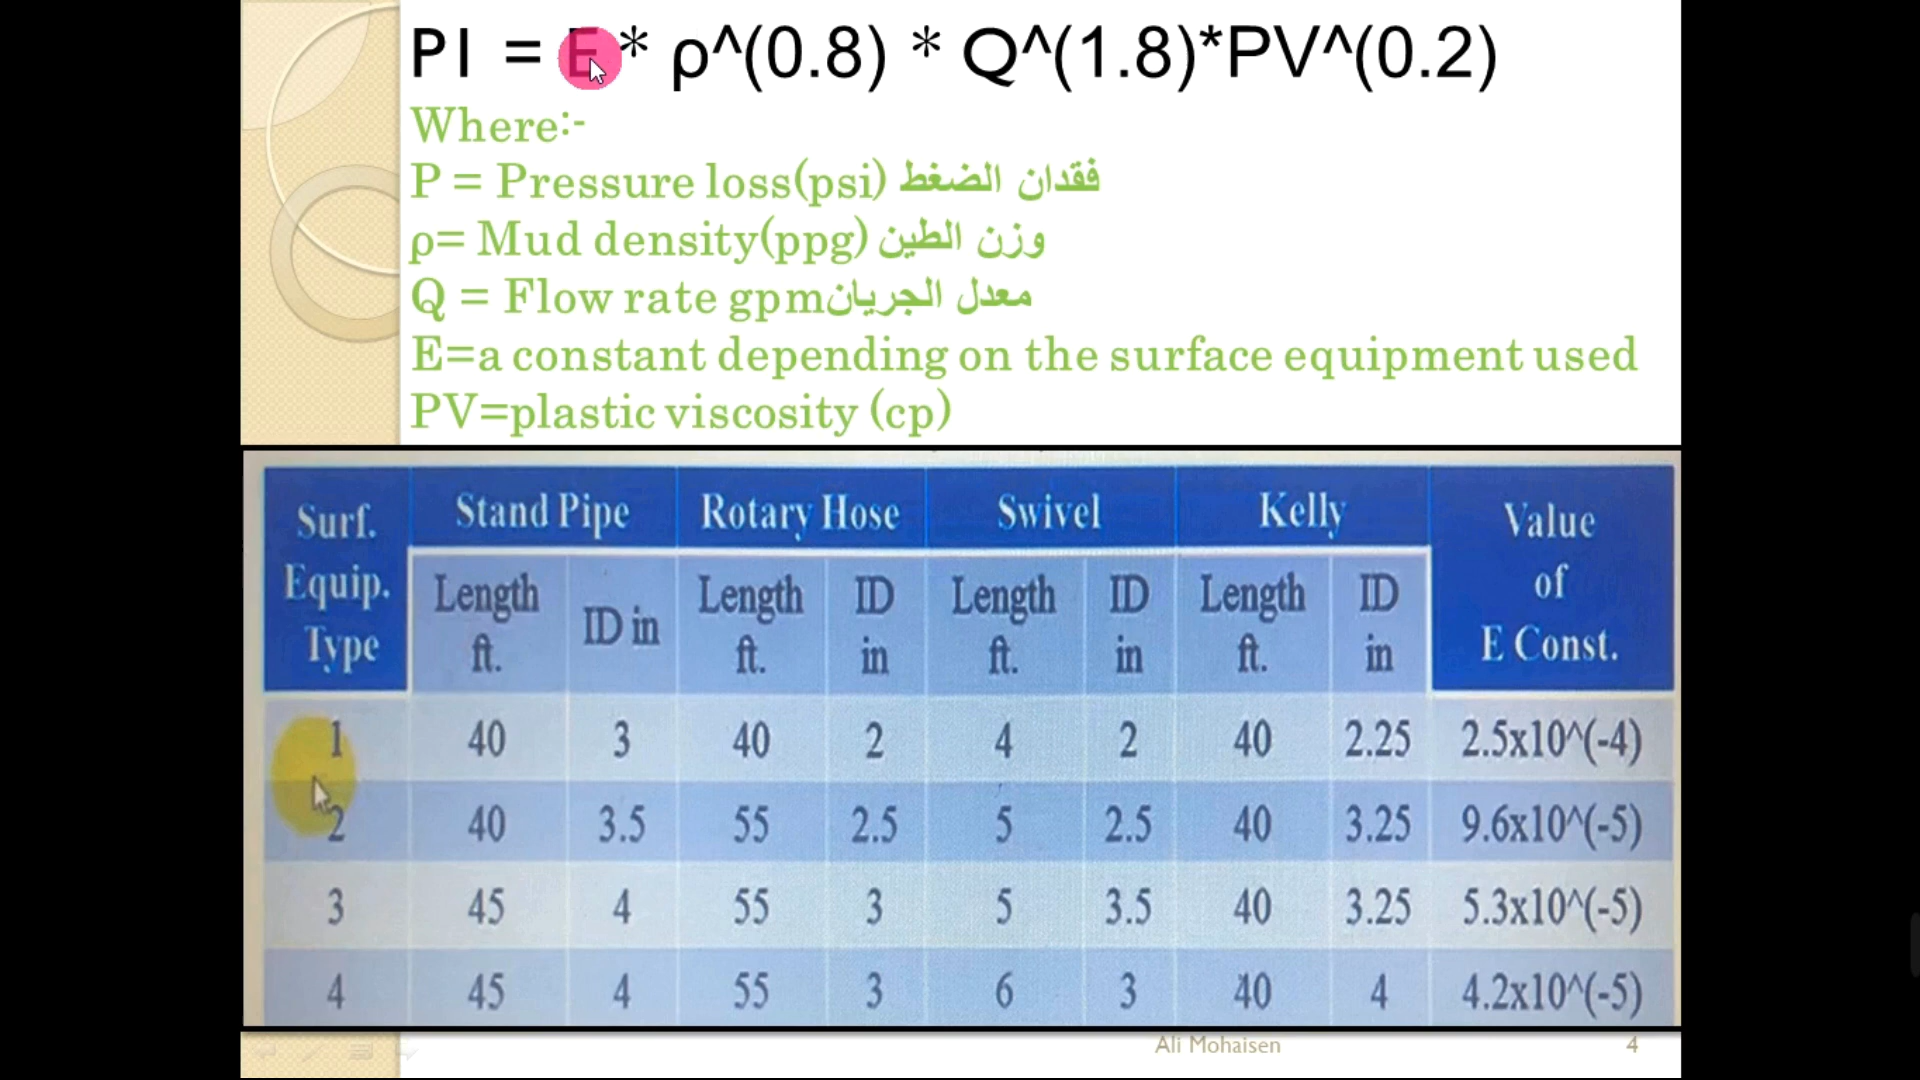 Pl = E * ρ^(0.8) * Q^(1.8)*PV^(0.2)
Where:-
P = Pressure loss(psi) فقدان الضغط
ρ= Mud density(ppg) وزن الطين
Q = Flow rate gpm معدل الجريان
E=a constant depending on the surface equipment used
PV=plastic viscosity (cp)
Surf. Equip. Type Stand Pipe Rotary Hose Swivel Kelly Value of E Const.
Length ft. ID in Length ft. ID in Length ft. ID in Length ft. ID in
1 40 3 40 2 4 2 40 2.25 2.5x10^(-4)
2 40 3.5 55 2.5 5 2.5 40 3.25 9.6x10^(-5)
3 45 4 55 3 5 3.5 40 3.25 5.3x10^(-5)
4 45 4 55 3 6 3 40 4 4.2x10^(-5)
Ali Mohaisen 4